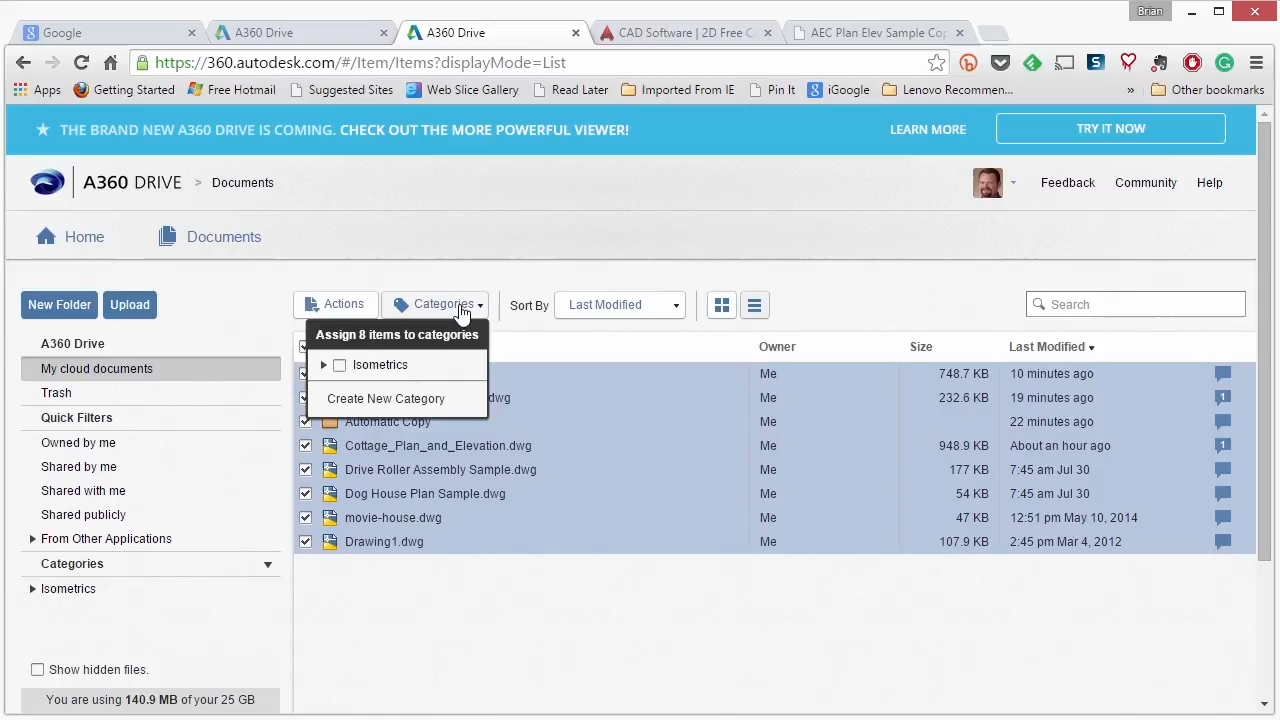 Brian
Google
A360 Drive
A360 Drive
CAD Software | 2D Free C
AEC Plan Elev Sample Cop
https://360.autodesk.com/#/Item/Items?displayMode=List
Apps
Getting Started
Free Hotmail
Suggested Sites
Web Slice Gallery
Read Later
Imported From IE
Pin It
iGoogle
Lenovo Recommen...
»
Other bookmarks
THE BRAND NEW A360 DRIVE IS COMING. CHECK OUT THE MORE POWERFUL VIEWER!
LEARN MORE
TRY IT NOW
A360 DRIVE > Documents
Feedback
Community
Help
Home
Documents
New Folder
Upload
Actions
Categories
Sort By
Last Modified
Search
A360 Drive
My cloud documents
Trash
Quick Filters
Owned by me
Shared by me
Shared with me
Shared publicly
From Other Applications
Categories
Isometrics
Show hidden files.
You are using 140.9 MB of your 25 GB
Assign 8 items to categories
Isometrics
Create New Category
Owner Size Last Modified
Me 748.7 KB 10 minutes ago
dwg Me 232.6 KB 19 minutes ago 1
Automatic Copy Me 22 minutes ago
Cottage_Plan_and_Elevation.dwg Me 948.9 KB About an hour ago 1
Drive Roller Assembly Sample.dwg Me 177 KB 7:45 am Jul 30
Dog House Plan Sample.dwg Me 54 KB 7:45 am Jul 30
movie-house.dwg Me 47 KB 12:51 pm May 10, 2014
Drawing1.dwg Me 107.9 KB 2:45 pm Mar 4, 2012